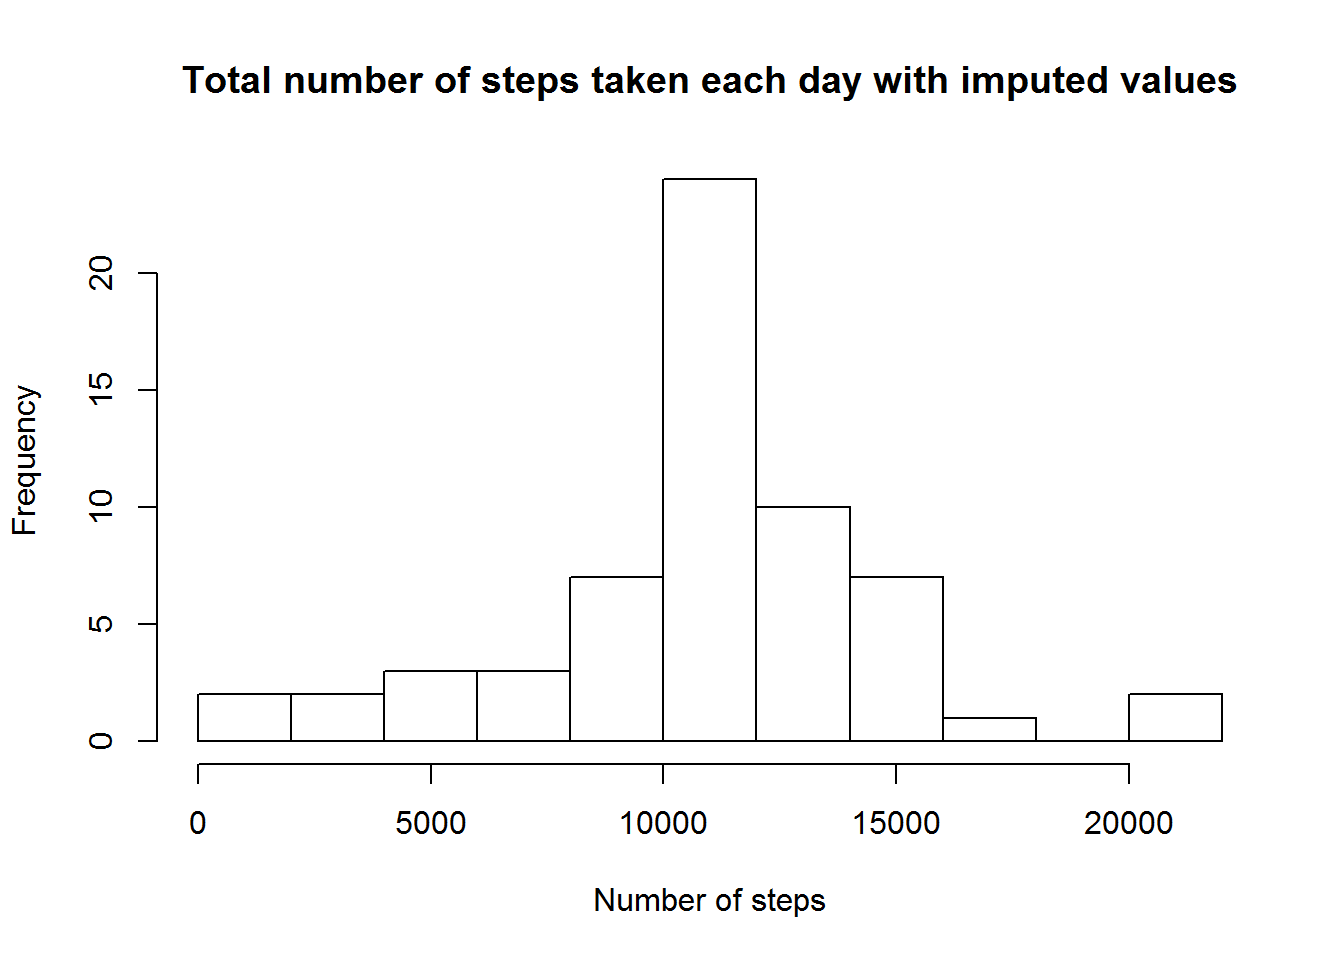 Total number of steps taken each day with imputed values
Frequency
20
15
10
5
0
0 5000 10000 15000 20000
Number of steps